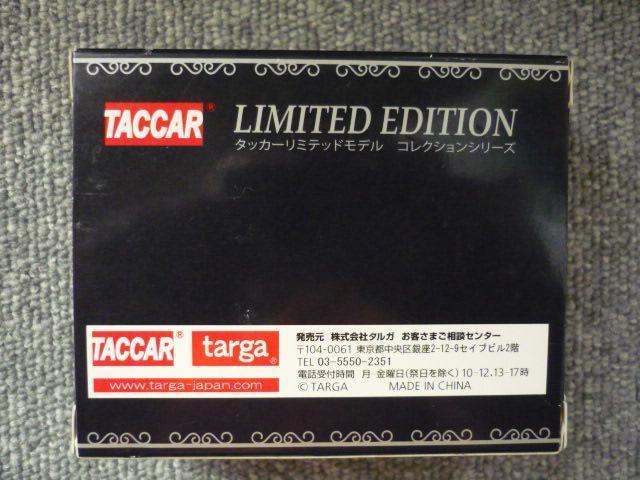 TACCAR® LIMITED EDITION
タッカーリミテッドモデル コレクションシリーズ
TACCAR® targa®
www.targa-japan.com
発売元 株式会社タルガ お客さまご相談センター
〒104-0061 東京都中央区銀座2-12-9セイブビル2階
TEL 03-5550-2351
電話受付時間 月-金曜日(祭日を除く)10-12.13-17時
©TARGA MADE IN CHINA